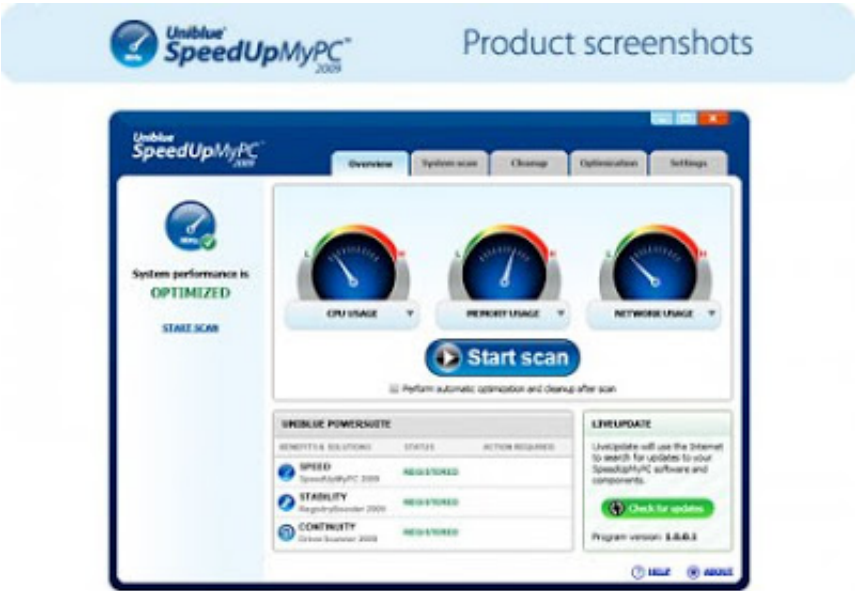 Uniblue
SpeedUpMyPC™
2009
Product screenshots
Uniblue
SpeedUpMyPC
2009
Overview
System scan
Cleanup
Optimization
Settings
System performance is
OPTIMIZED
START SCAN
L H
L H
L H
CPU USAGE
MEMORY USAGE
NETWORK USAGE
Start scan
Perform automatic optimization and cleanup after scan
UNIBLUE POWERSUITE
BENEFITS & SOLUTIONS STATUS ACTION REQUIRED
SPEED
SpeedUpMyPC 2009
REGISTERED
STABILITY
RegistryBooster 2009
REGISTERED
CONTINUITY
DriverScanner 2009
REGISTERED
LIVEUPDATE
LiveUpdate will use the Internet
to search for updates to your
SpeedUpMyPC software and
components.
Check for updates
Program version:
HELP
ABOUT